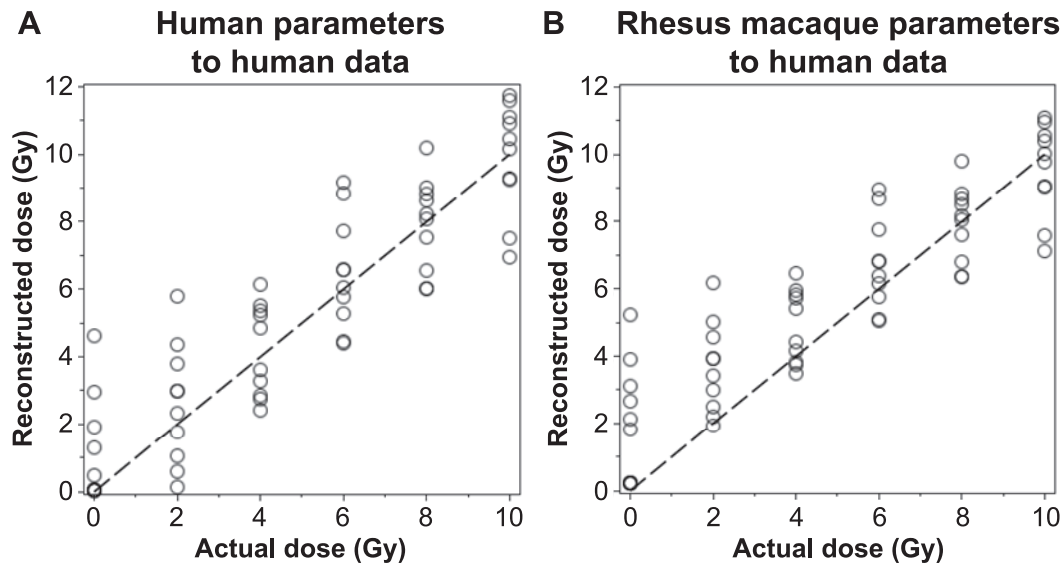 A
Human parameters
to human data
Reconstructed dose (Gy)
12
10
8
6
4
2
0
0 2 4 6 8 10
Actual dose (Gy)
B
Rhesus macaque parameters
to human data
Reconstructed dose (Gy)
12
10
8
6
4
2
0
0 2 4 6 8 10
Actual dose (Gy)